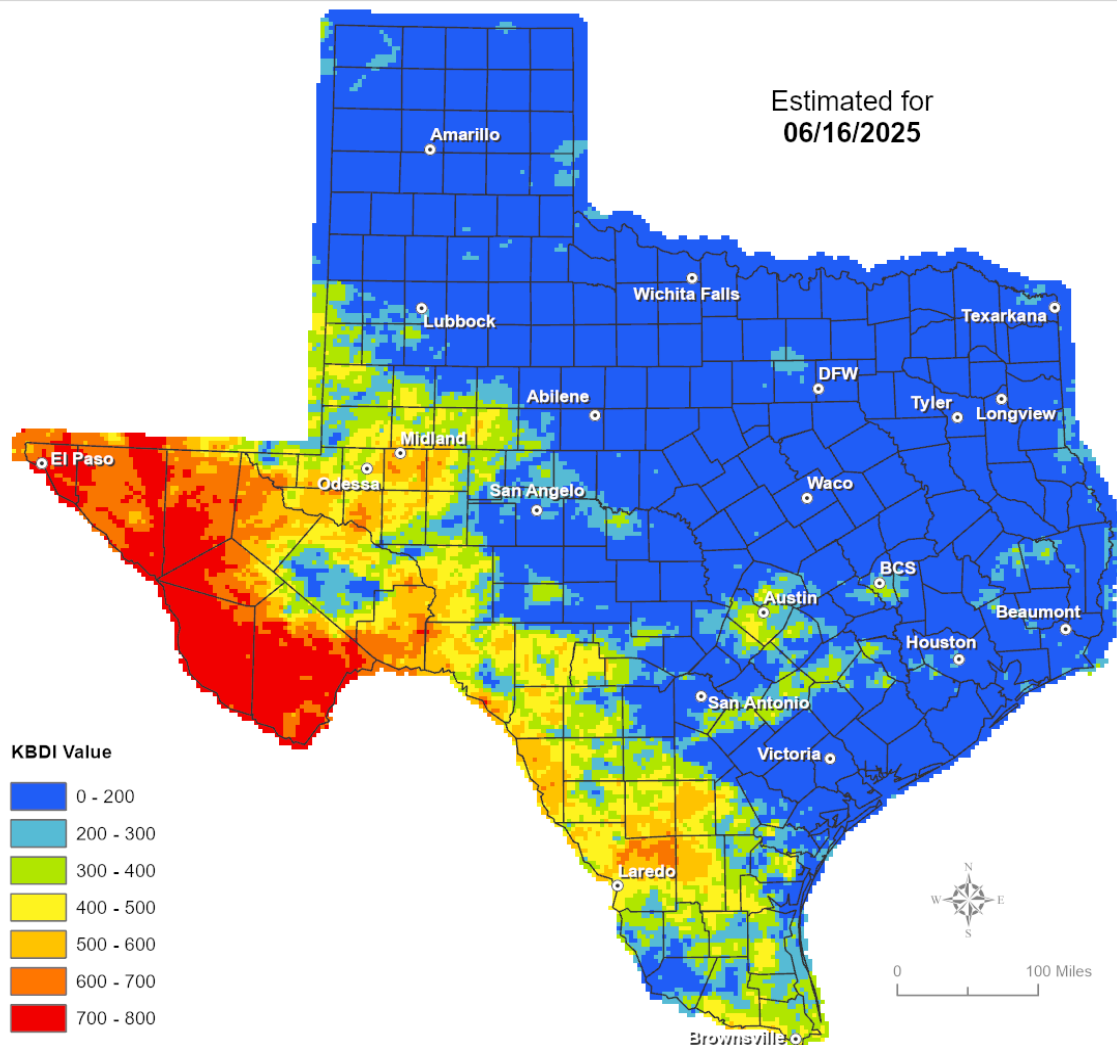 Estimated for
06/16/2025
Amarillo
Wichita Falls
Lubbock
Texarkana
DFW
Abilene
Tyler
Longview
Midland
El Paso
Odessa
San Angelo
Waco
BCS
Austin
Beaumont
Houston
San Antonio
Victoria
KBDI Value
0 - 200
200 - 300
300 - 400
400 - 500
500 - 600
600 - 700
700 - 800
Laredo
N
W E
S
0 100 Miles
Brownsville